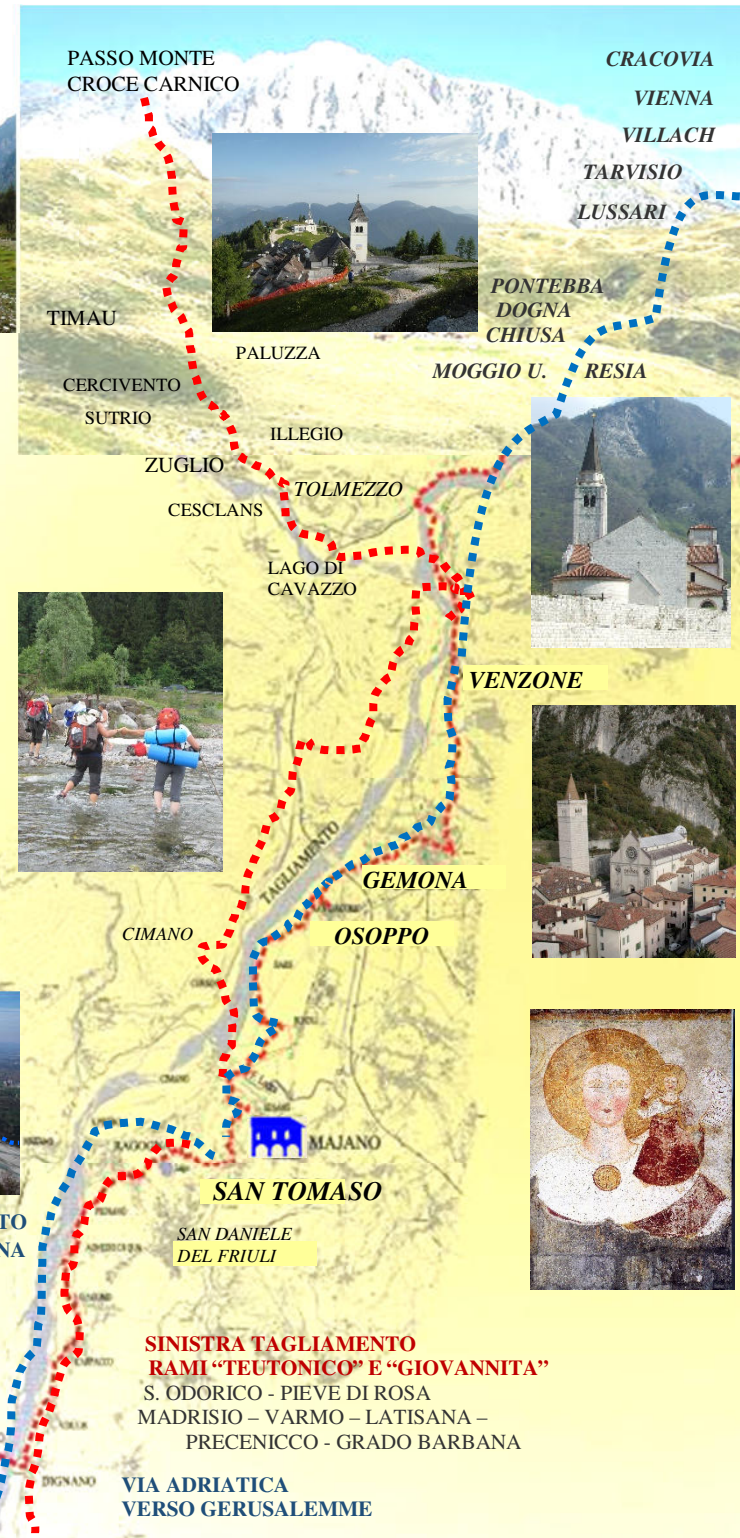 PASSO MONTE
CROCE CARNICO
CRACOVIA
VIENNA
VILLACH
TARVISIO
LUSSARI
TIMAU
PONTEBBA
DOGNA
CHIUSA
PALUZZA
MOGGIO U. RESIA
CERCIVENTO
SUTRIO
ILLEGIO
ZUGLIO
TOLMEZZO
CESCLANS
LAGO DI
CAVAZZO
VENZONE
TAGLIAMENTO
GEMONA
CIMANO
OSOPPO
CIMANO
MAJANO
SAN TOMASO
TO
NA
SAN DANIELE
DEL FRIULI
SINISTRA TAGLIAMENTO
RAMI “TEUTONICO” E “GIOVANNITA”
S. ODORICO - PIEVE DI ROSA
MADRISIO – VARMO – LATISANA –
PRECENICCO - GRADO BARBANA
DIGNANO
VIA ADRIATICA
VERSO GERUSALEMME